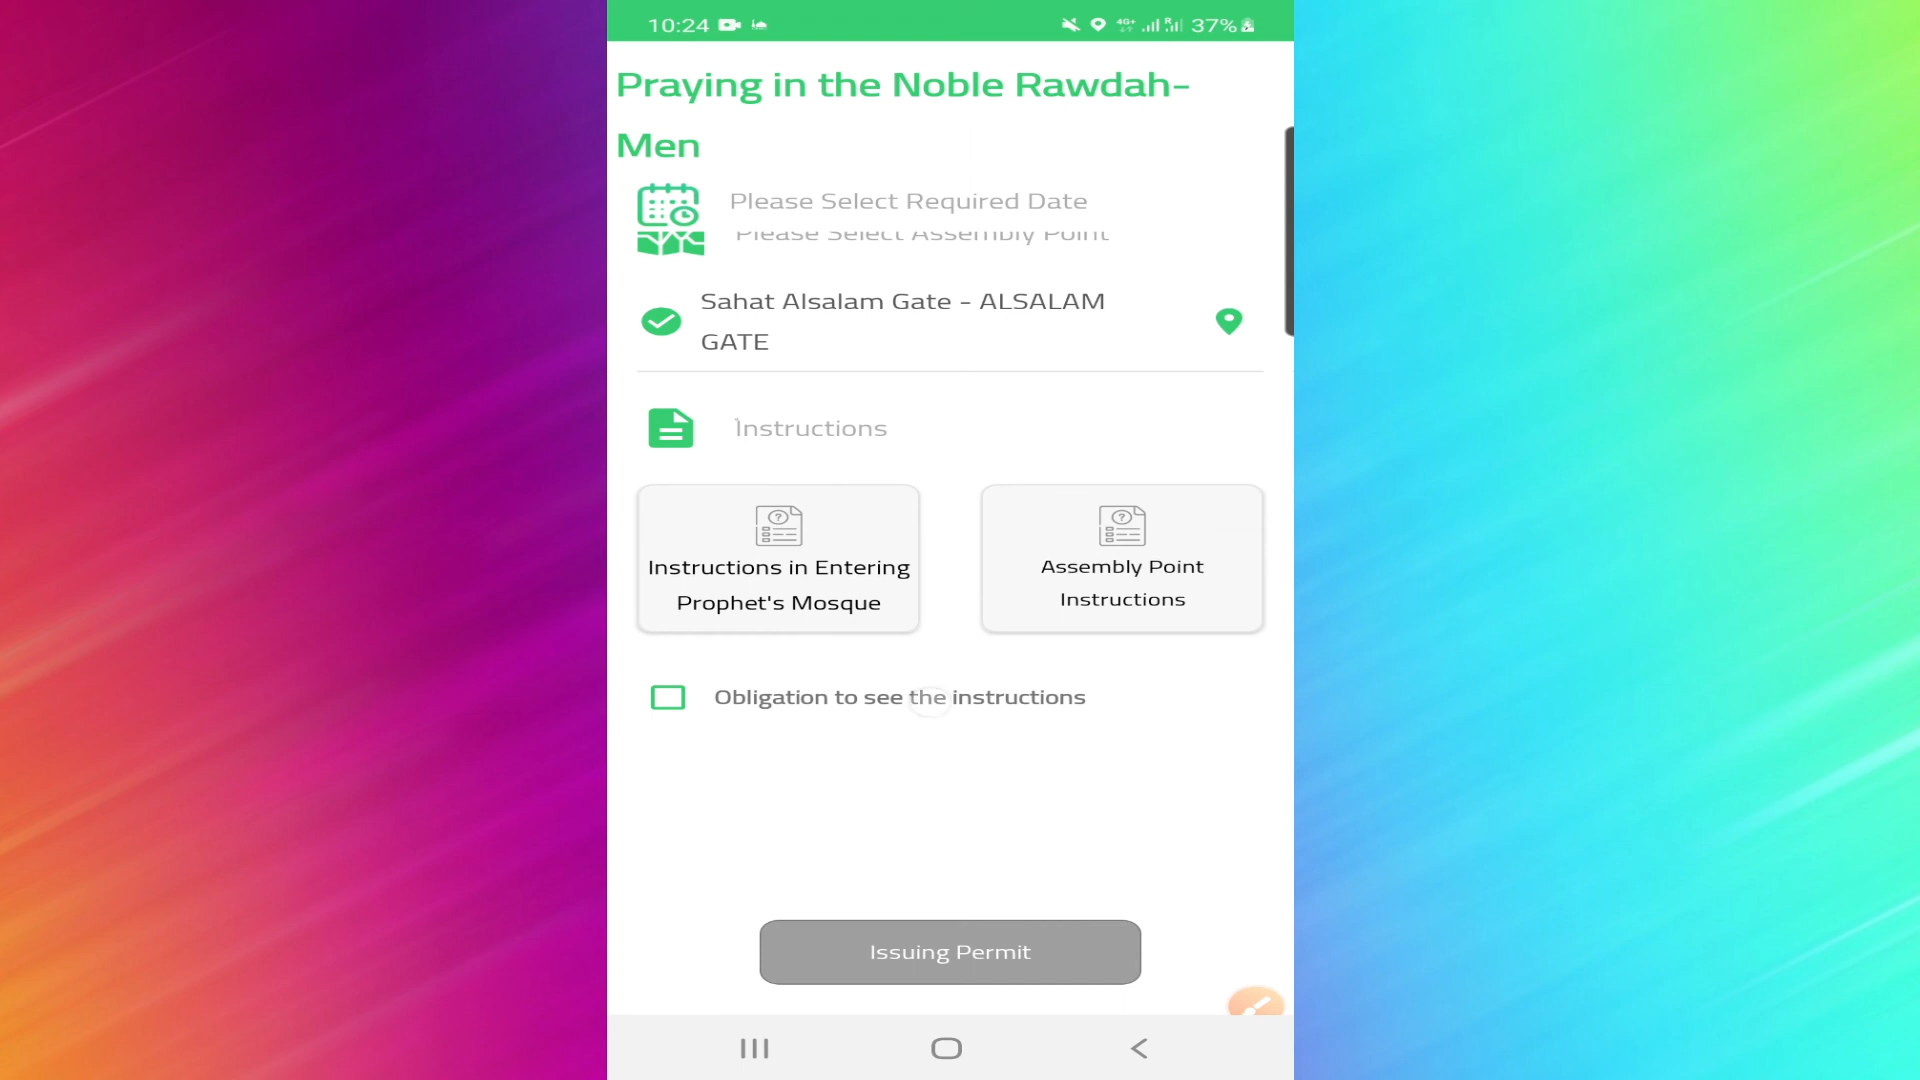 10:24
4G+ R 37%
Praying in the Noble Rawdah-
Men
Please Select Required Date
Please Select Assembly Point
Sahat Alsalam Gate - ALSALAM
GATE
Instructions
Instructions in Entering
Prophet's Mosque
Assembly Point
Instructions
Obligation to see the instructions
Issuing Permit